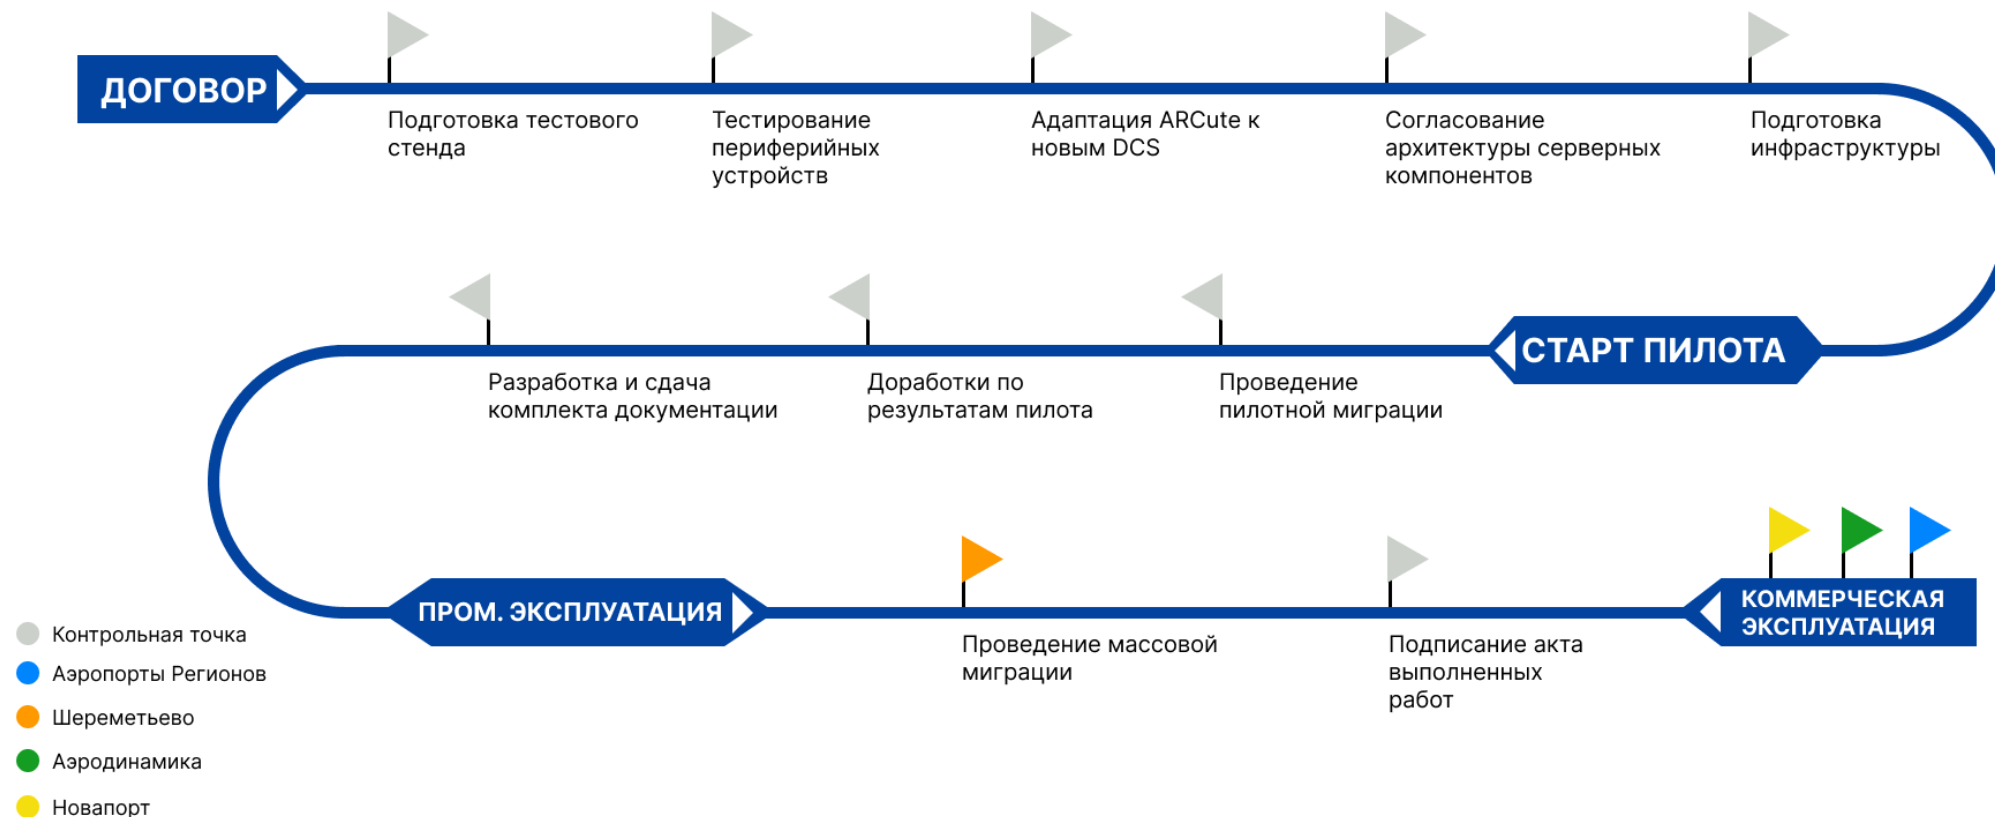 ДОГОВОР
Подготовка тестового
стенда
Тестирование
периферийных
устройств
Адаптация ARCute к
новым DCS
Согласование
архитектуры серверных
компонентов
Подготовка
инфраструктуры
СТАРТ ПИЛОТА
Проведение
пилотной миграции
Доработки по
результатам пилота
Разработка и сдача
комплекта документации
ПРОМ. ЭКСПЛУАТАЦИЯ
Проведение массовой
миграции
Подписание акта
выполненных
работ
КОММЕРЧЕСКАЯ
ЭКСПЛУАТАЦИЯ
Контрольная точка
Аэропорты Регионов
Шереметьево
Аэродинамика
Новапорт